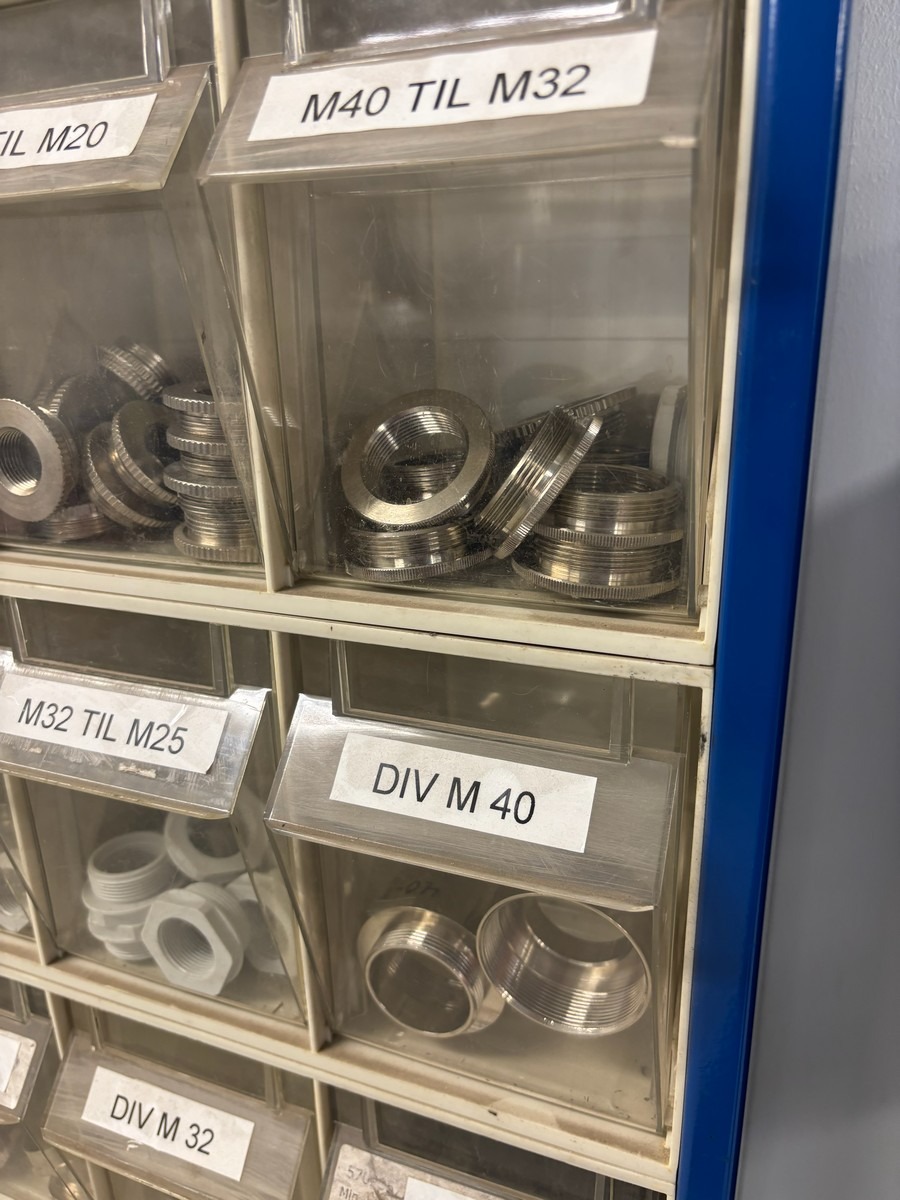 TIL M20
M40 TIL M32
M32 TIL M25
DIV M 40
DIV M 32